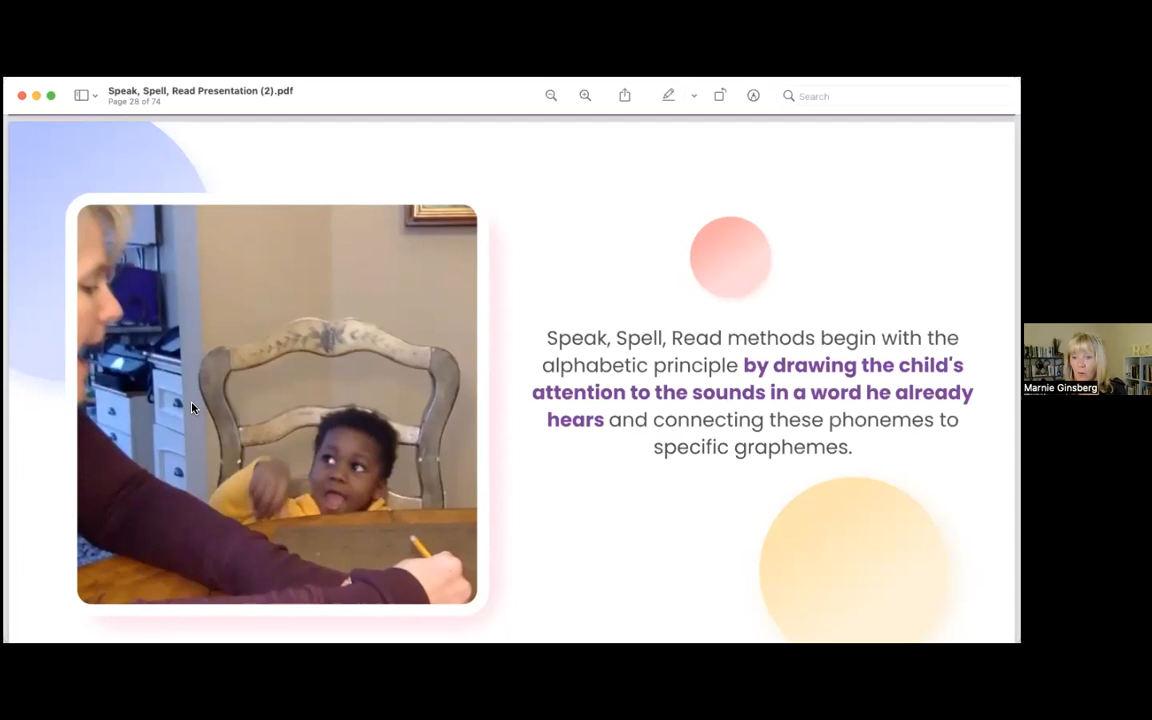 Speak, Spell, Read Presentation (2).pdf
Page 28 of 74
Search
Speak, Spell, Read methods begin with the
alphabetic principle by drawing the child's
attention to the sounds in a word he already
hears and connecting these phonemes to
specific graphemes.
Marnie Ginsberg